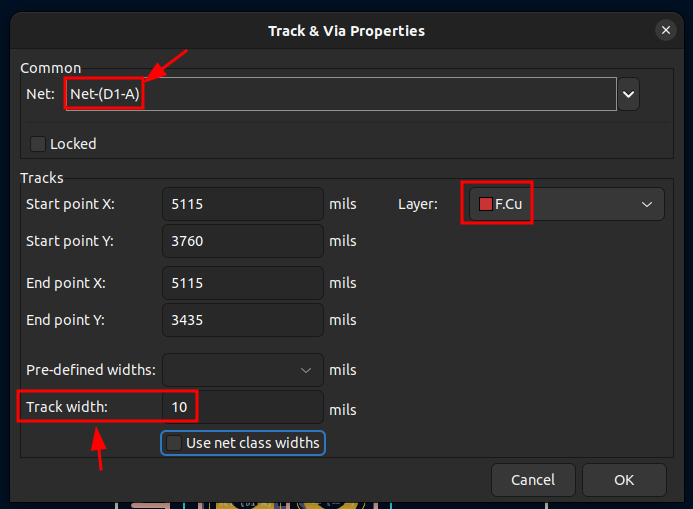 Track & Via Properties
Common
Net: Net-(D1-A)
Locked
Tracks
Start point X: 5115 mils Layer: F.Cu
Start point Y: 3760 mils
End point X: 5115 mils
End point Y: 3435 mils
Pre-defined widths: mils
Track width: 10 mils
Use net class widths
Cancel OK